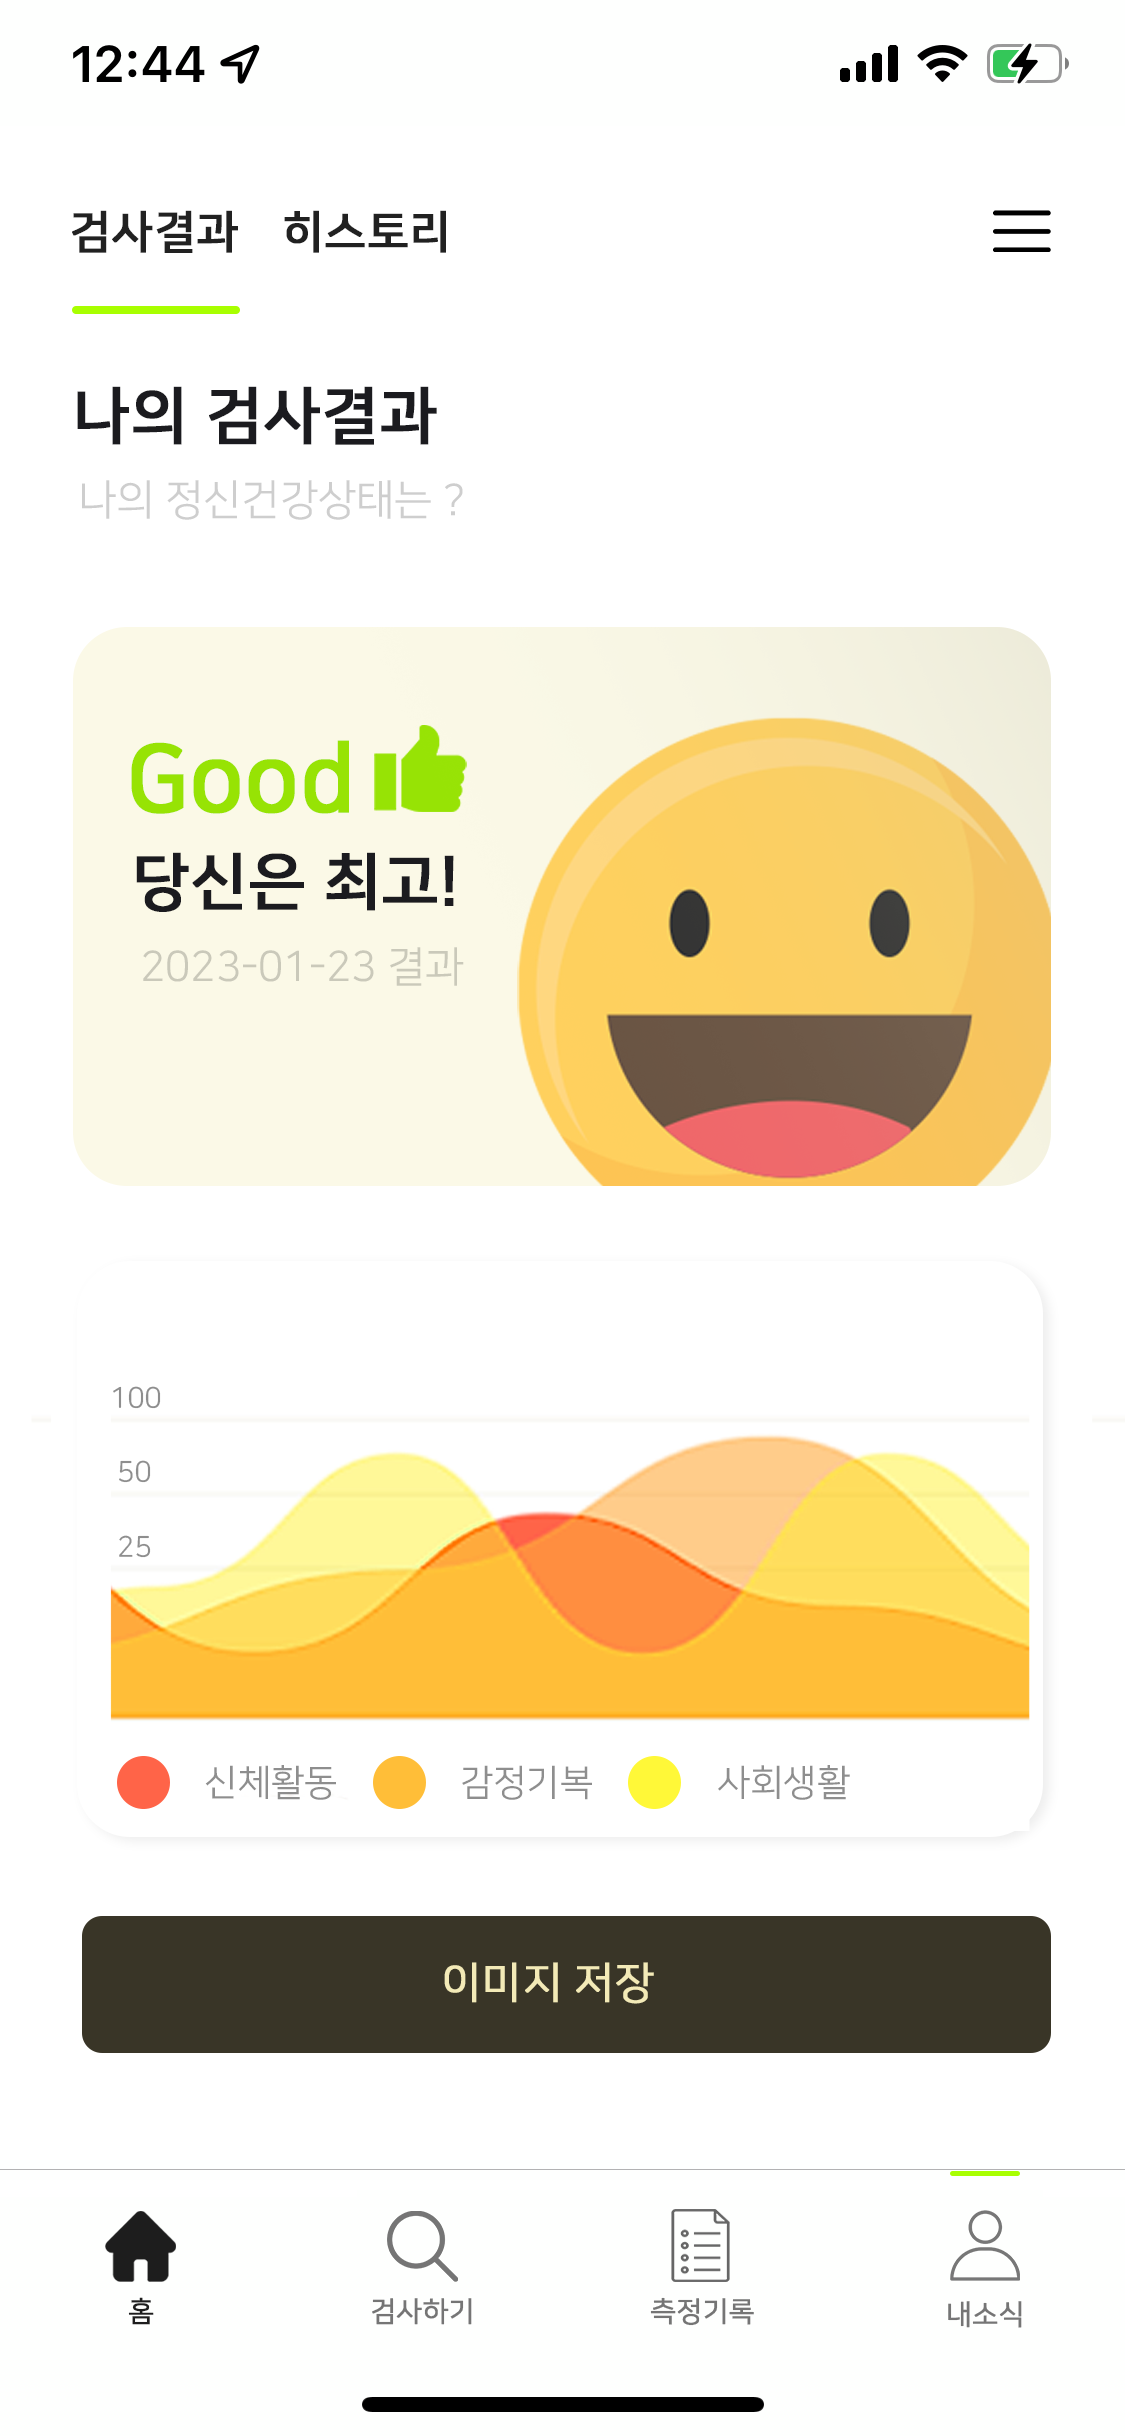 12:44
검사결과 히스토리
나의 검사결과
나의 정신건강상태는 ?
Good
당신은 최고!
2023-01-23 결과
100
50
25
신체활동 감정기복 사회생활
이미지 저장
홈 검사하기 측정기록 내소식